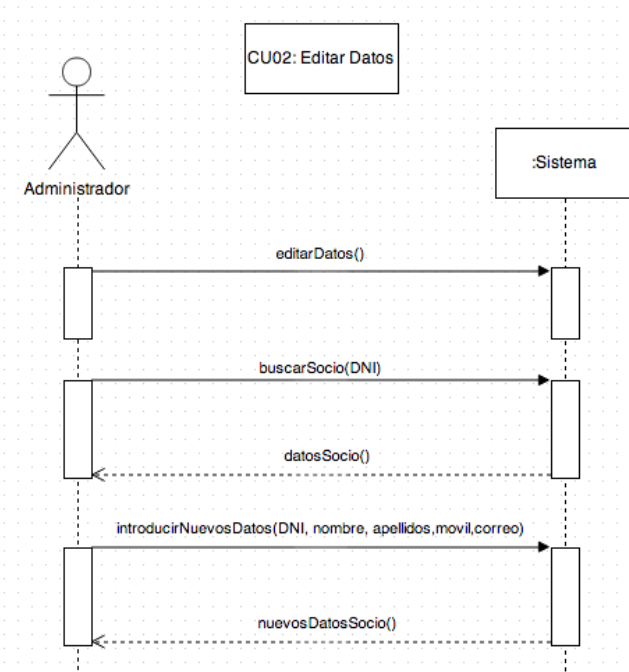 CU02: Editar Datos
:Sistema
Administrador
editarDatos()
buscarSocio(DNI)
datosSocio()
introducirNuevosDatos(DNI, nombre, apellidos,movil,correo)
nuevosDatosSocio()